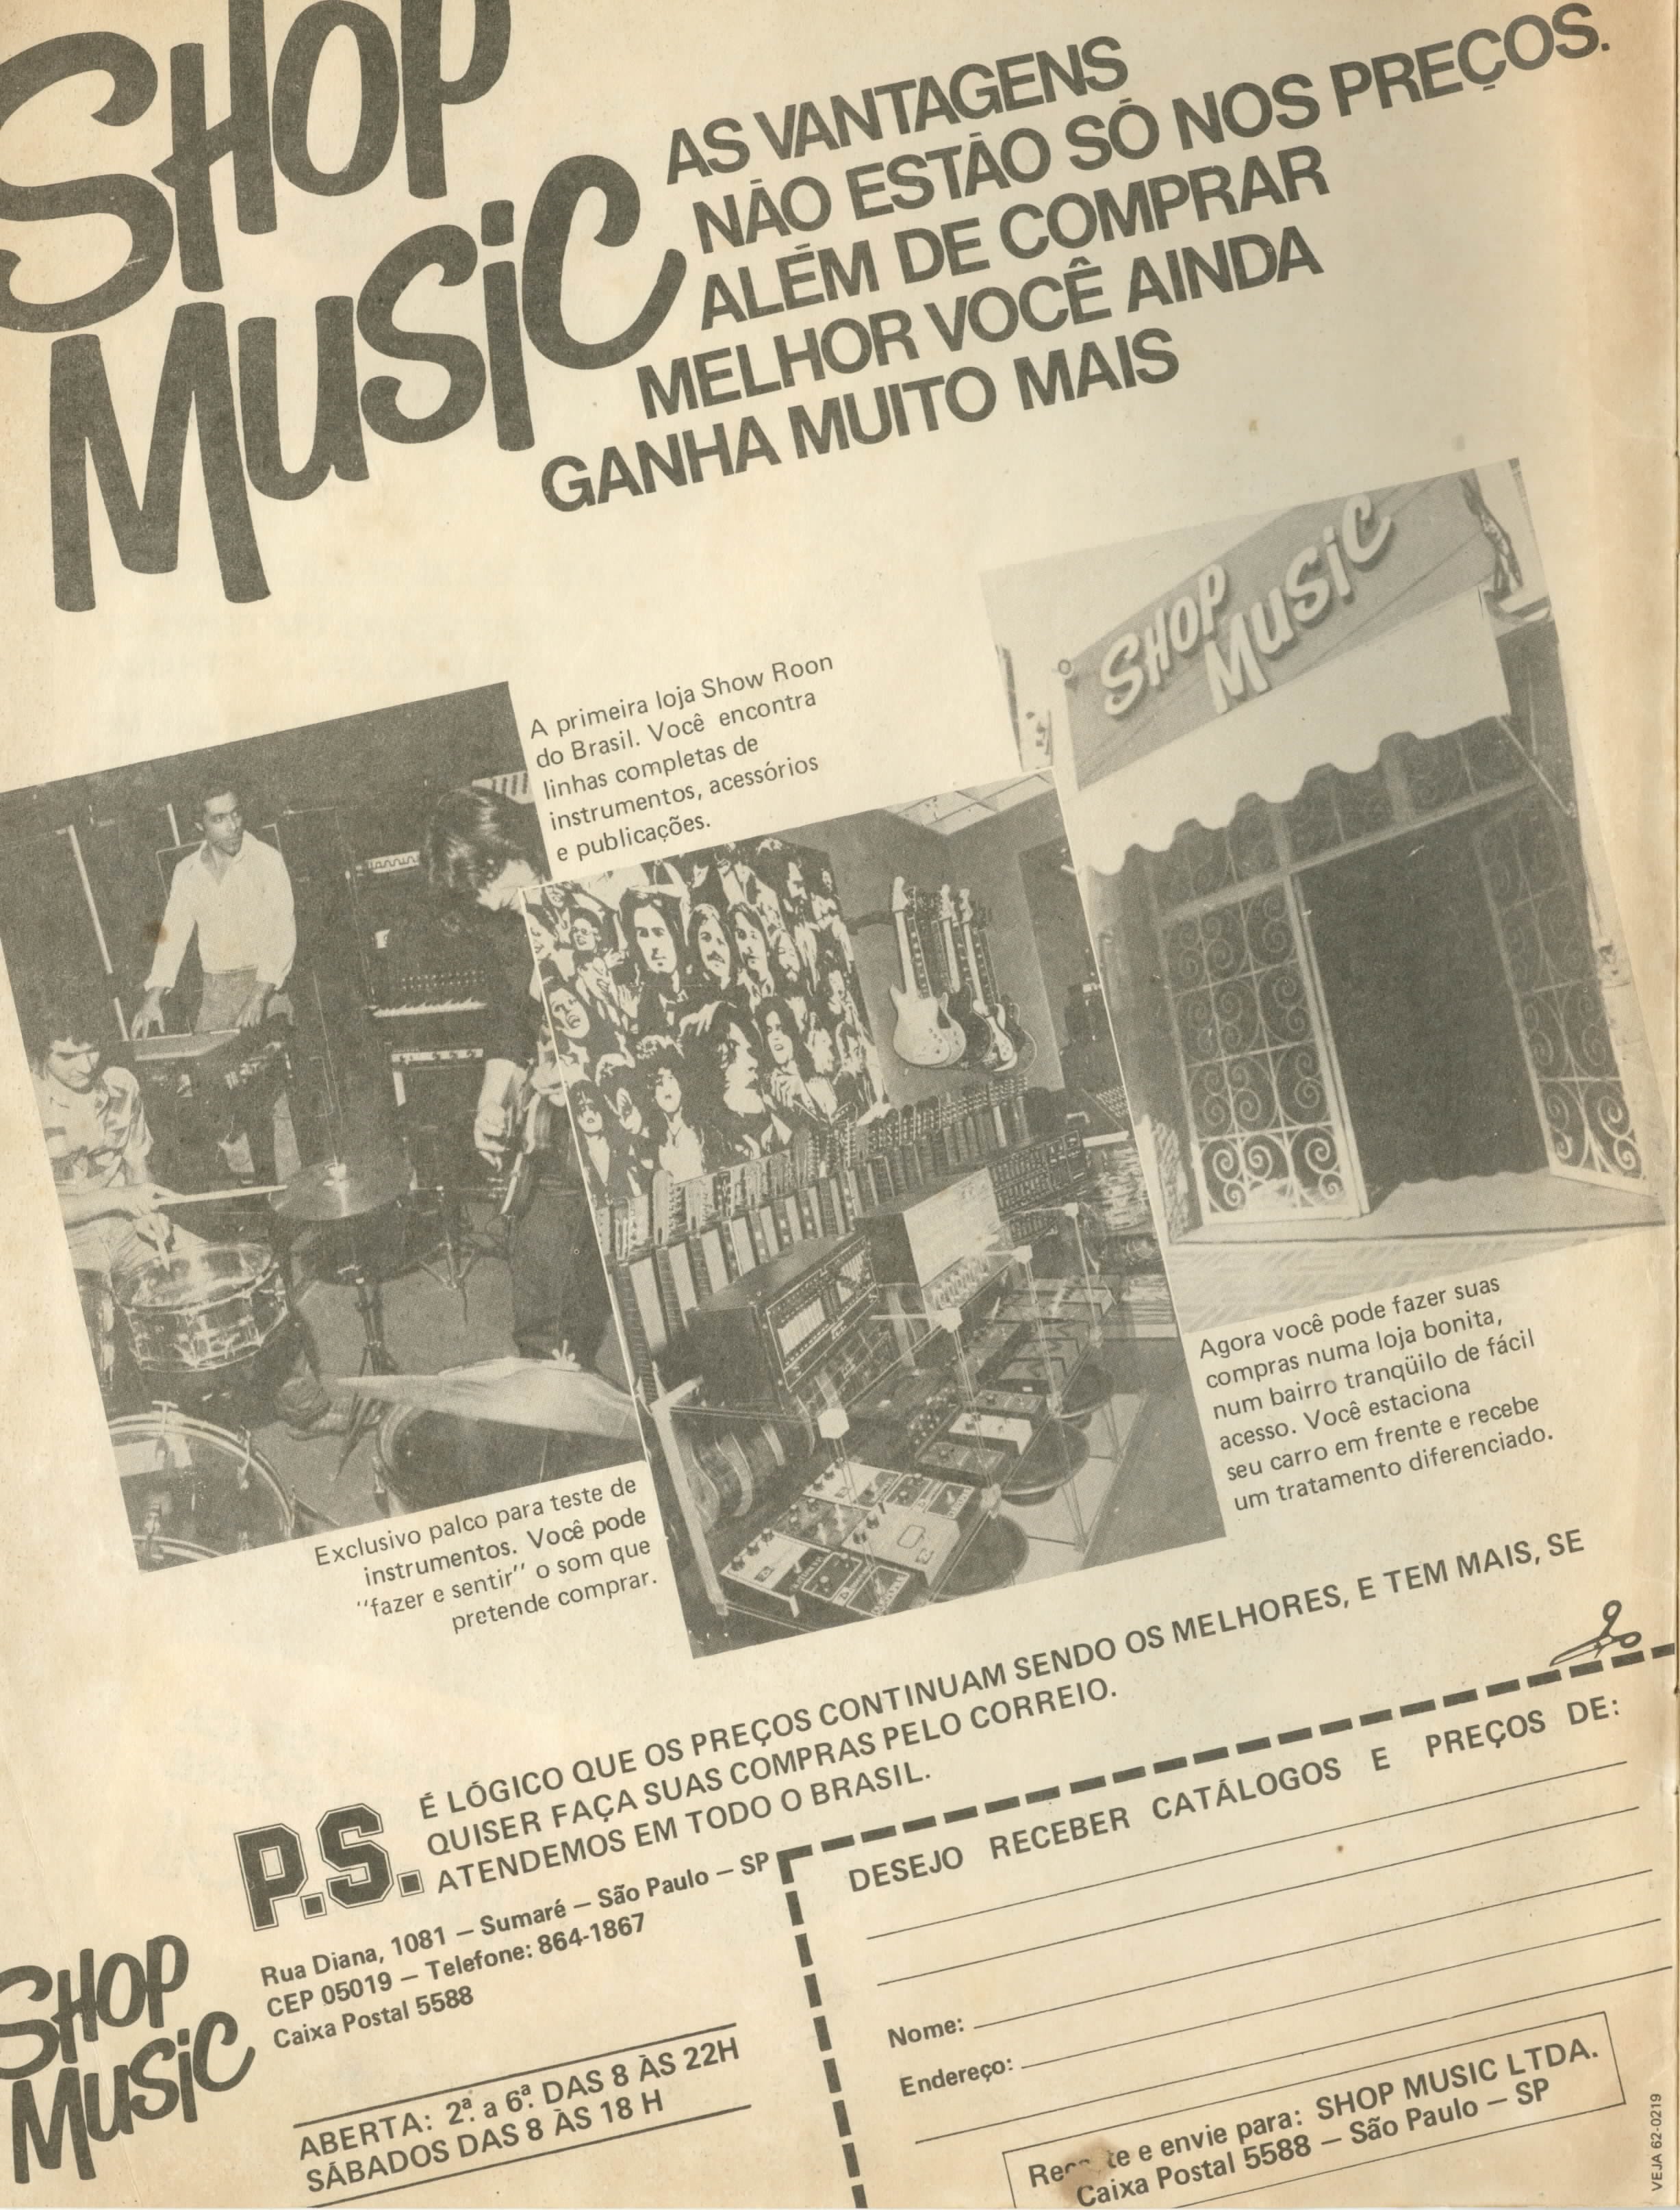 SHOP
MUSiC
AS VANTAGENS
NÃO ESTÃO SÓ NOS PREÇOS.
ALÉM DE COMPRAR
MELHOR VOCÊ AINDA
GANHA MUITO MAIS
SHOP
MUSiC
A primeira loja Show Roon
do Brasil. Você encontra
linhas completas de
instrumentos, acessórios
e publicações.
Agora você pode fazer suas
compras numa loja bonita,
num bairro tranqüilo de fácil
acesso. Você estaciona
seu carro em frente e recebe
um tratamento diferenciado.
Exclusivo palco para teste de
instrumentos. Você pode
''fazer e sentir'' o som que
pretende comprar.
P.S.
É LÓGICO QUE OS PREÇOS CONTINUAM SENDO OS MELHORES, E TEM MAIS, SE
QUISER FAÇA SUAS COMPRAS PELO CORREIO.
ATENDEMOS EM TODO O BRASIL.
SHOP
MUSiC
Rua Diana, 1081 — Sumaré — São Paulo — SP
CEP 05019 — Telefone: 864-1867
Caixa Postal 5588
ABERTA: 2ª. a 6ª. DAS 8 ÀS 22H
SÁBADOS DAS 8 ÀS 18 H
DESEJO RECEBER CATÁLOGOS E PREÇOS DE:
Nome:
Endereço:
e envie para: SHOP MUSIC LTDA.
Caixa Postal 5588 — São Paulo — SP
VEJA 62-0219